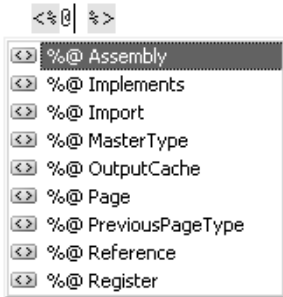 <%@ %>
%@ Assembly
%@ Implements
%@ Import
%@ MasterType
%@ OutputCache
%@ Page
%@ PreviousPageType
%@ Reference
%@ Register